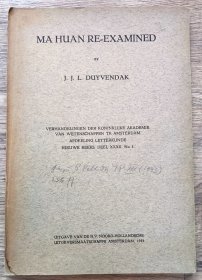 MA HUAN RE-EXAMINED
BY
J. J. L. DUYVENDAK
VERHANDELINGEN DER KONINKLIJKE AKADEMIE
VAN WETENSCHAPPEN TE AMSTERDAM
AFDEELING LETTERKUNDE
NIEUWE REEKS. DEEL XXXII. No. 3
UITGAVE VAN DE N.V. NOORD-HOLLANDSCHE
UITGEVERSMAATSCHAPPIJ AMSTERDAM, 1933